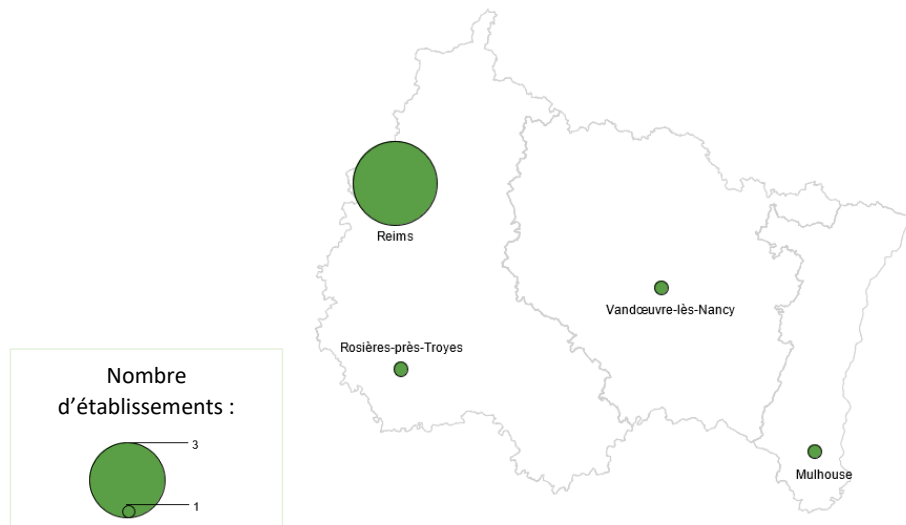 Reims
Vandœuvre-lès-Nancy
Rosières-près-Troyes
Mulhouse
Nombre
d’établissements :
3
1